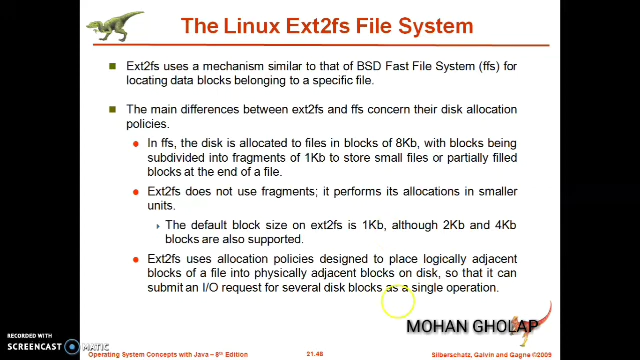 The Linux Ext2fs File System
Ext2fs uses a mechanism similar to that of BSD Fast File System (ffs) for
locating data blocks belonging to a specific file.
The main differences between ext2fs and ffs concern their disk allocation
policies.
In ffs, the disk is allocated to files in blocks of 8Kb, with blocks being
subdivided into fragments of 1Kb to store small files or partially filled
blocks at the end of a file.
Ext2fs does not use fragments; it performs its allocations in smaller
units.
The default block size on ext2fs is 1Kb, although 2Kb and 4Kb
blocks are also supported.
Ext2fs uses allocation policies designed to place logically adjacent
blocks of a file into physically adjacent blocks on disk, so that it can
submit an I/O request for several disk blocks as a single operation.
MOHAN GHOLAP
RECORDED WITH
SCREENCAST MATIC
Operating System Concepts with Java – 8th Edition
21.48
Silberschatz, Galvin and Gagne ©2009